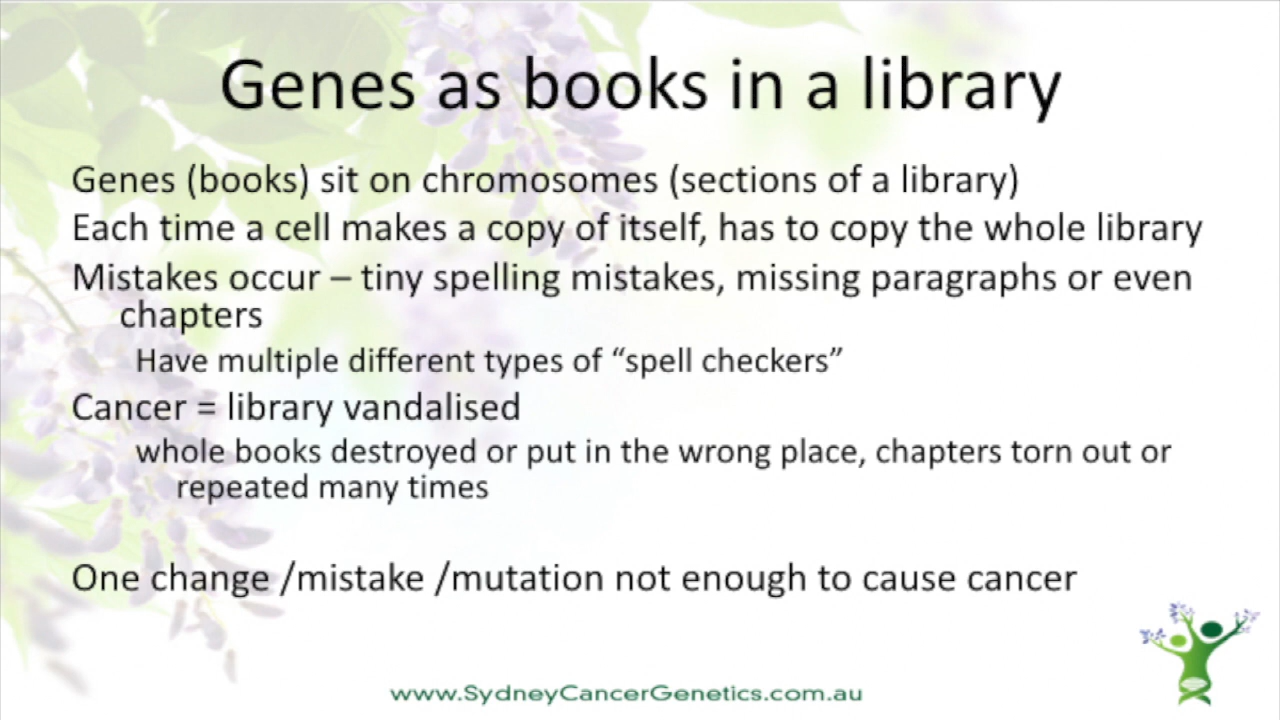 Genes as books in a library
Genes (books) sit on chromosomes (sections of a library)
Each time a cell makes a copy of itself, has to copy the whole library
Mistakes occur – tiny spelling mistakes, missing paragraphs or even
chapters
Have multiple different types of “spell checkers”
Cancer = library vandalised
whole books destroyed or put in the wrong place, chapters torn out or
repeated many times
One change /mistake /mutation not enough to cause cancer
www.SydneyCancerGenetics.com.au